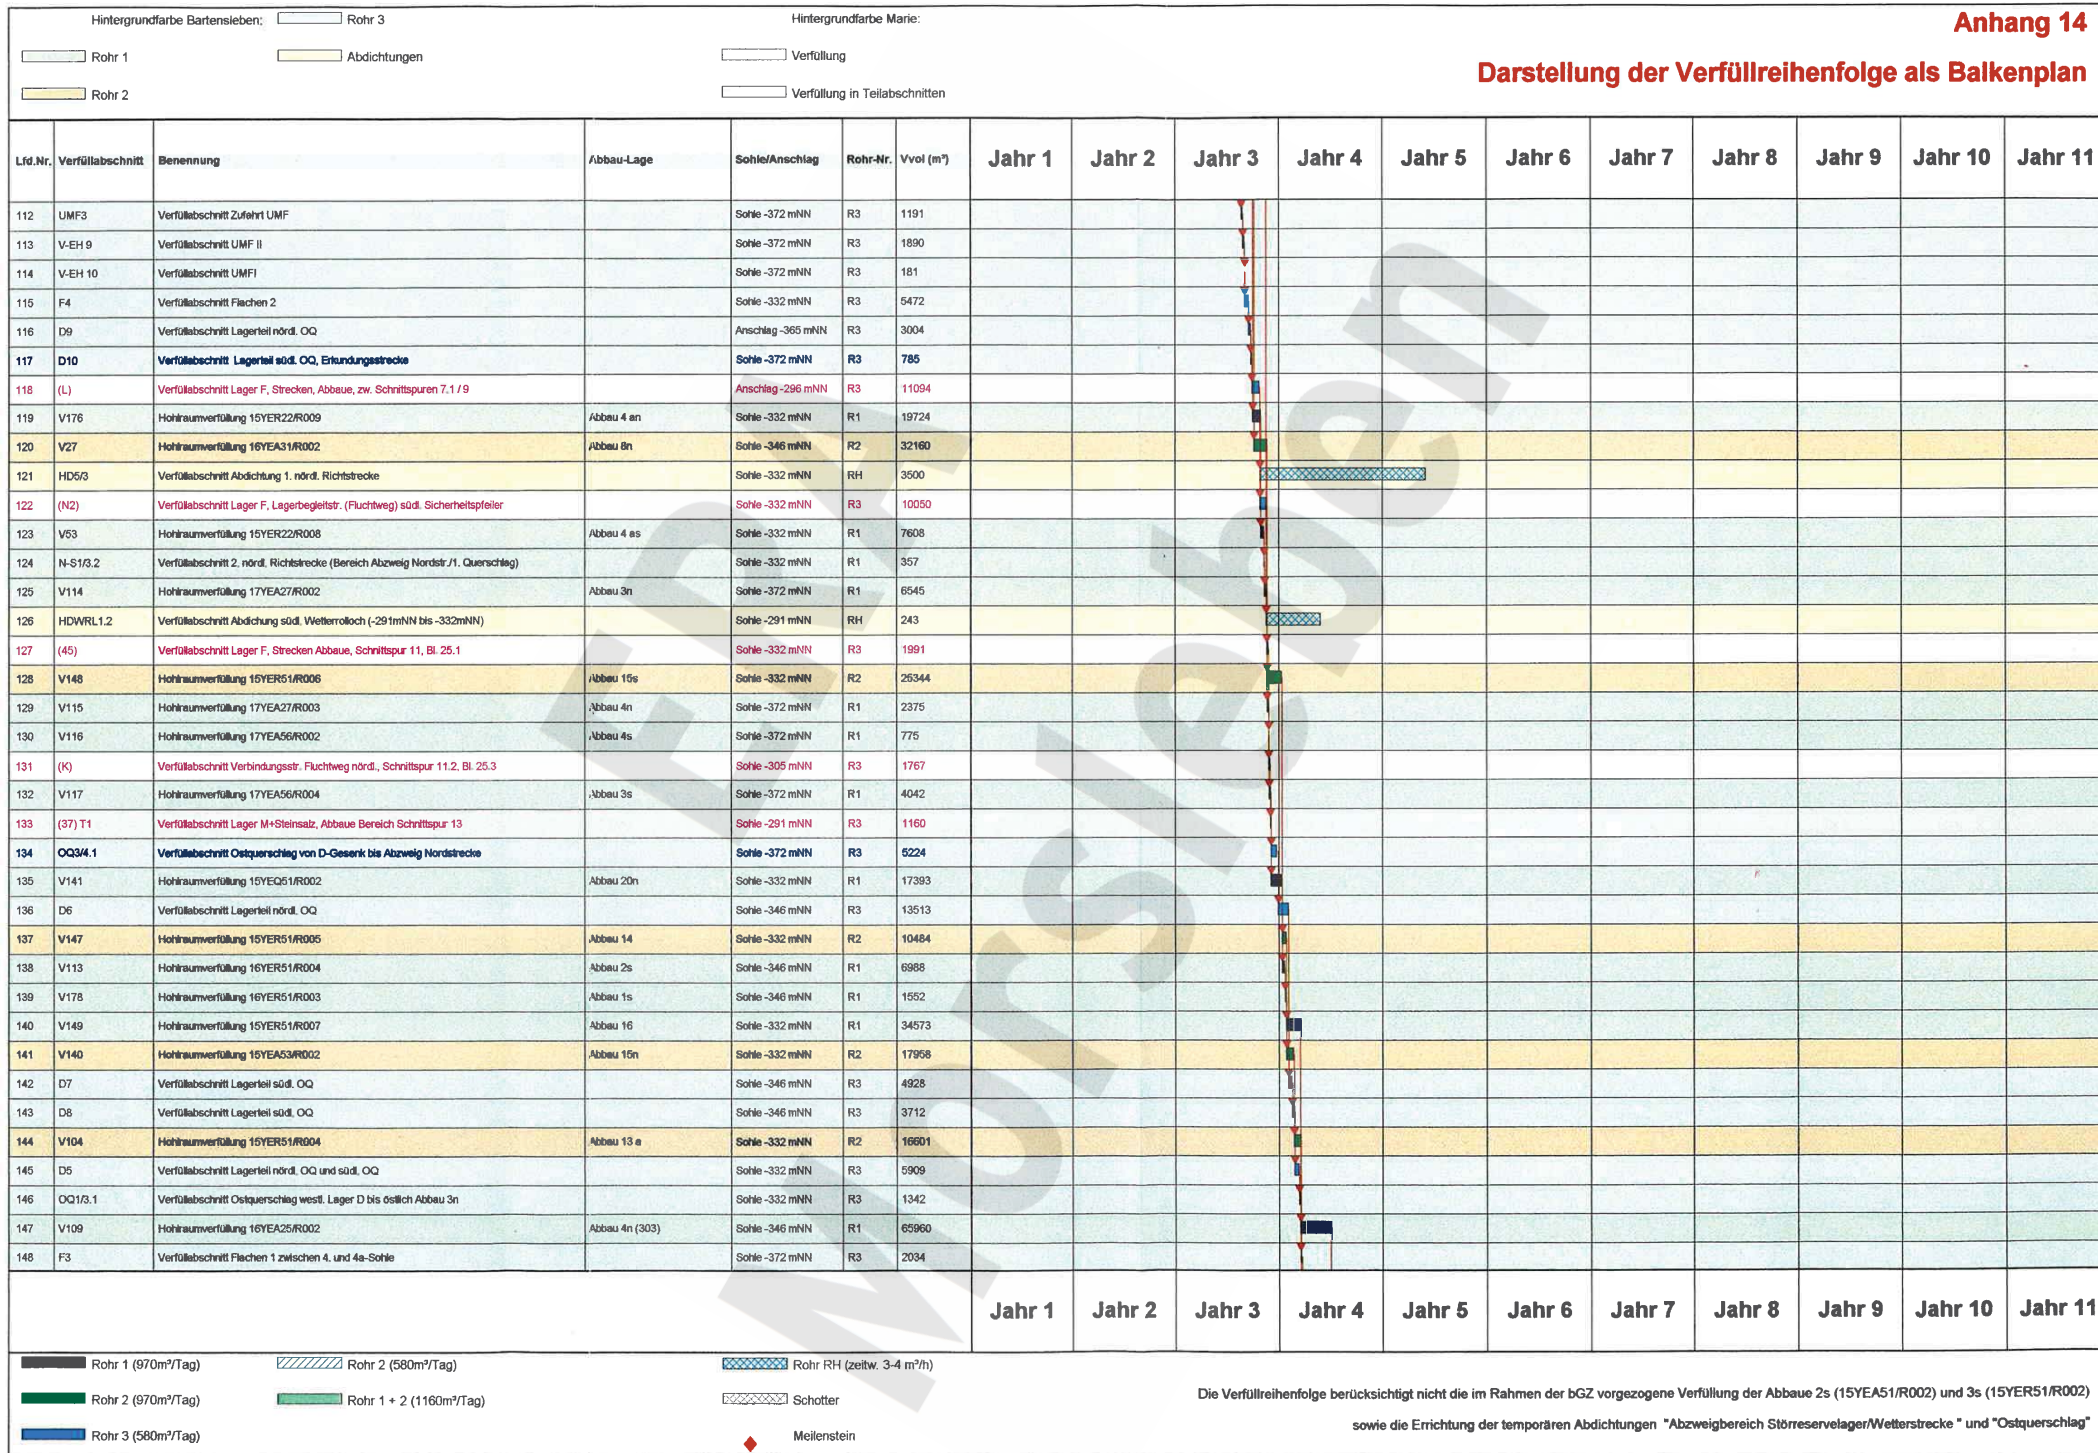 Hintergrundfarbe Bartensleben: Rohr 3 Hintergrundfarbe Marie: Anhang 14
Rohr 1 Abdichtungen Verfüllung
Darstellung der Verfüllreihenfolge als Balkenplan
Rohr 2 Verfüllung in Teilabschnitten
Lfd.Nr. Verfüllabschnitt Benennung Abbau-Lage Sohle/Anschlag Rohr-Nr. Vvol (m³) Jahr 1 Jahr 2 Jahr 3 Jahr 4 Jahr 5 Jahr 6 Jahr 7 Jahr 8 Jahr 9 Jahr 10 Jahr 11
112 UMF3 Verfüllabschnitt Zufahrt UMF Sohle -372 mNN R3 1191
113 V-EH 9 Verfüllabschnitt UMF II Sohle -372 mNN R3 1890
114 V-EH 10 Verfüllabschnitt UMFI Sohle -372 mNN R3 181
115 F4 Verfüllabschnitt Flachen 2 Sohle -332 mNN R3 5472
116 D9 Verfüllabschnitt Lagerteil nördl. OQ Anschlag -365 mNN R3 3004
117 D10 Verfüllabschnitt Lagerteil südl. OQ, Erkundungsstrecke Sohle -372 mNN R3 785
118 (L) Verfüllabschnitt Lager F, Strecken, Abbaue, zw. Schnittspuren 7.1 / 9 Anschlag -296 mNN R3 11094
119 V176 Hohlraumverfüllung 15YER22/R009 Abbau 4 an Sohle -332 mNN R1 19724
120 V27 Hohlraumverfüllung 16YEA31/R002 Abbau 8n Sohle -346 mNN R2 32160
121 HD5/3 Verfüllabschnitt Abdichtung 1. nördl. Richtstrecke Sohle -332 mNN RH 3500
122 (N2) Verfüllabschnitt Lager F, Lagerbegleitstr. (Fluchtweg) südl. Sicherheitspfeiler Sohle -332 mNN R3 10050
123 V53 Hohlraumverfüllung 15YER22/R008 Abbau 4 as Sohle -332 mNN R1 7608
124 N-S1/3.2 Verfüllabschnitt 2. nördl. Richtstrecke (Bereich Abzweig Nordstr./1. Querschlag) Sohle -332 mNN R1 357
125 V114 Hohlraumverfüllung 17YEA27/R002 Abbau 3n Sohle -372 mNN R1 6545
126 HDWRL1.2 Verfüllabschnitt Abdichung südl. Wetterrolloch (-291mNN bis -332mNN) Sohle -291 mNN RH 243
127 (45) Verfüllabschnitt Lager F, Strecken Abbaue, Schnittspur 11, Bl. 25.1 Sohle -332 mNN R3 1991
128 V148 Hohlraumverfüllung 15YER51/R006 Abbau 15s Sohle -332 mNN R2 26344
129 V115 Hohlraumverfüllung 17YEA27/R003 Abbau 4n Sohle -372 mNN R1 2375
130 V116 Hohlraumverfüllung 17YEA56/R002 Abbau 4s Sohle -372 mNN R1 775
131 (K) Verfüllabschnitt Verbindungsstr. Fluchtweg nördl., Schnittspur 11.2, Bl. 25.3 Sohle -305 mNN R3 1767
132 V117 Hohlraumverfüllung 17YEA56/R004 Abbau 3s Sohle -372 mNN R1 4042
133 (37) T1 Verfüllabschnitt Lager M+Steinsalz, Abbaue Bereich Schnittspur 13 Sohle -291 mNN R3 1160
134 OQ3/4.1 Verfüllabschnitt Ostquerschlag von D-Gesenk bis Abzweig Nordstrecke Sohle -372 mNN R3 5224
135 V141 Hohlraumverfüllung 15YEQ51/R002 Abbau 20n Sohle -332 mNN R1 17393
136 D6 Verfüllabschnitt Lagerteil nördl. OQ Sohle -346 mNN R3 13513
137 V147 Hohlraumverfüllung 15YER51/R005 Abbau 14 Sohle -332 mNN R2 10484
138 V113 Hohlraumverfüllung 16YER51/R004 Abbau 2s Sohle -346 mNN R1 6988
139 V178 Hohlraumverfüllung 16YER51/R003 Abbau 1s Sohle -346 mNN R1 1552
140 V149 Hohlraumverfüllung 15YER51/R007 Abbau 16 Sohle -332 mNN R1 34573
141 V140 Hohlraumverfüllung 15YEA53/R002 Abbau 15n Sohle -332 mNN R2 17958
142 D7 Verfüllabschnitt Lagerteil südl. OQ Sohle -346 mNN R3 4928
143 D8 Verfüllabschnitt Lagerteil südl. OQ Sohle -346 mNN R3 3712
144 V104 Hohlraumverfüllung 15YER51/R004 Abbau 13 a Sohle -332 mNN R2 16601
145 D5 Verfüllabschnitt Lagerteil nördl. OQ und südl. OQ Sohle -332 mNN R3 5909
146 OQ1/3.1 Verfüllabschnitt Ostquerschlag westl. Lager D bis östlich Abbau 3n Sohle -332 mNN R3 1342
147 V109 Hohlraumverfüllung 16YEA25/R002 Abbau 4n (303) Sohle -346 mNN R1 65960
148 F3 Verfüllabschnitt Flachen 1 zwischen 4. und 4a-Sohle Sohle -372 mNN R3 2034
ERA
Morsleben
Jahr 1 Jahr 2 Jahr 3 Jahr 4 Jahr 5 Jahr 6 Jahr 7 Jahr 8 Jahr 9 Jahr 10 Jahr 11
Rohr 1 (970m³/Tag) Rohr 2 (580m³/Tag) Rohr RH (zeitw. 3-4 m³/h)
Rohr 2 (970m³/Tag) Rohr 1 + 2 (1160m³/Tag) Schotter
Rohr 3 (580m³/Tag) Meilenstein
Die Verfüllreihenfolge berücksichtigt nicht die im Rahmen der bGZ vorgezogene Verfüllung der Abbaue 2s (15YEA51/R002) und 3s (15YER51/R002)
sowie die Errichtung der temporären Abdichtungen "Abzweigbereich Störreservelager/Wetterstrecke " und "Ostquerschlag"